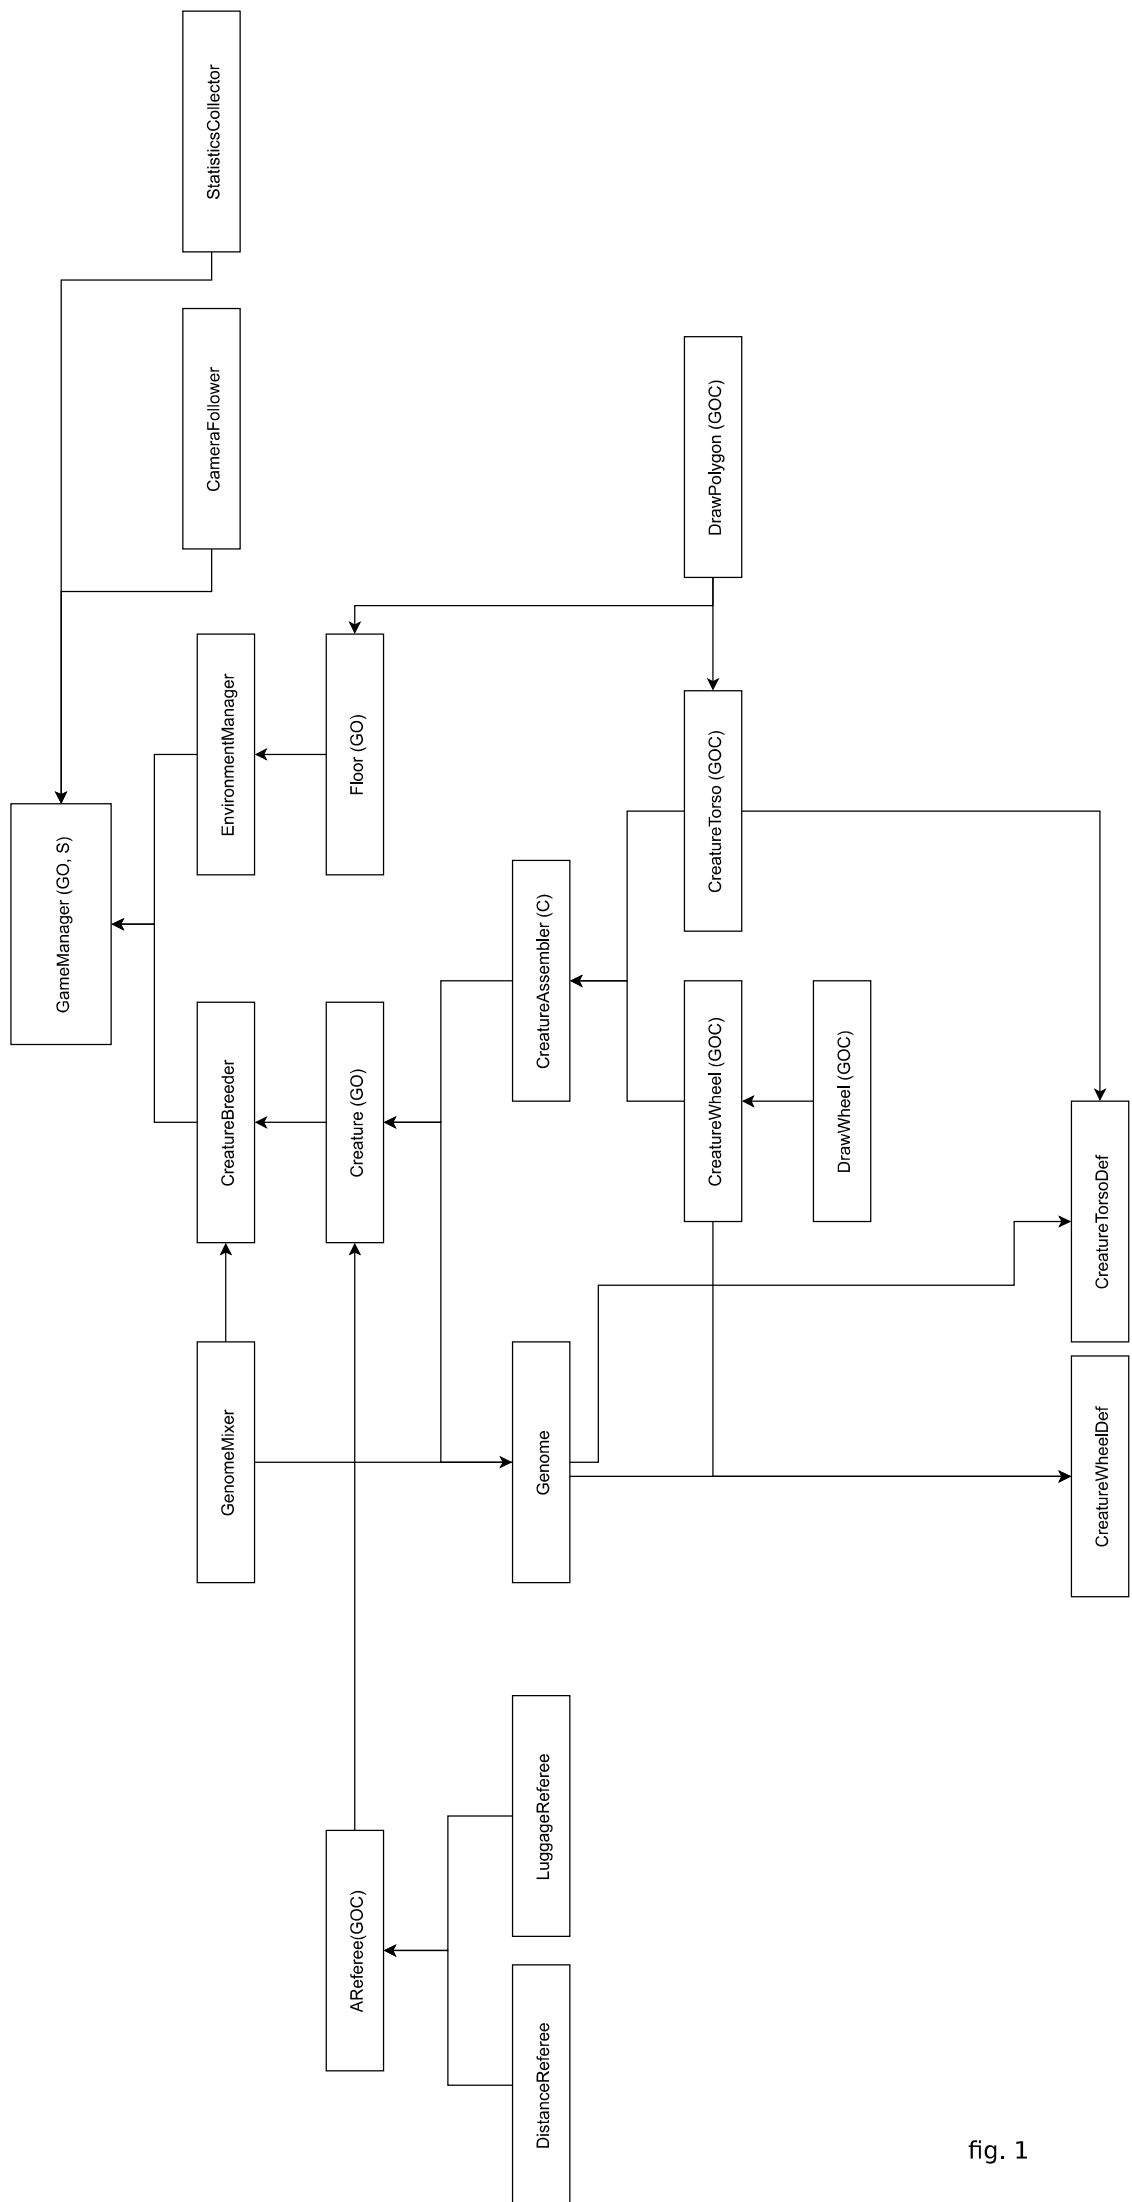 StatisticsCollector
CameraFollower
DrawPolygon (GOC)
EnvironmentManager
Floor (GO)
GameManager (GO, S)
CreatureTorso (GOC)
CreatureAssembler (C)
CreatureBreeder
Creature (GO)
CreatureWheel (GOC)
DrawWheel (GOC)
CreatureTorsoDef
GenomeMixer
Genome
CreatureWheelDef
LuggageReferee
AReferee(GOC)
DistanceReferee
fig. 1